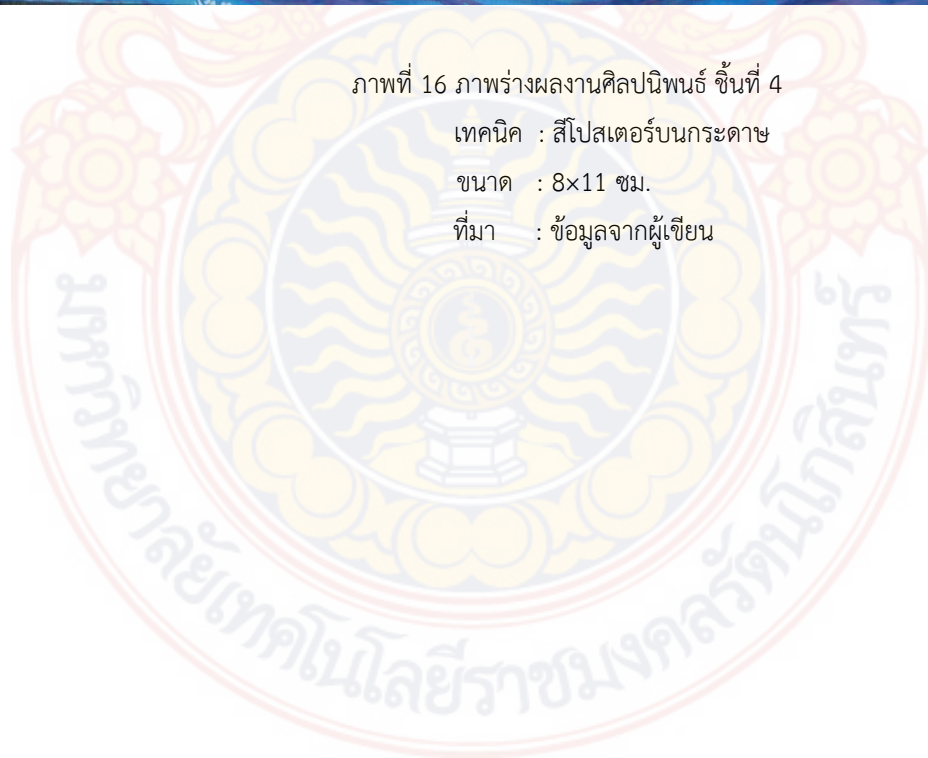 ภาพที่ 16 ภาพร่างผลงานศิลปนิพนธ์ ชิ้นที่ 4
เทคนิค : สีโปสเตอร์บนกระดาษ
ขนาด : 8×11 ซม.
ที่มา : ข้อมูลจากผู้เขียน
มหาวิทยาลัยเทคโนโลยีราชมงคลรัตนโกสินทร์